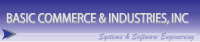 BASIC COMMERCE & INDUSTRIES, INC
Systems & Software Engineering